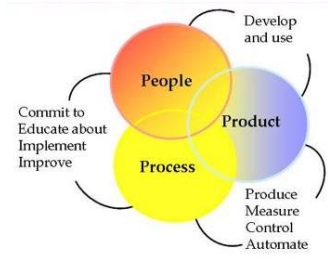 Develop
and use
People
Product
Commit to
Educate about
Implement
Improve
Process
Produce
Measure
Control
Automate